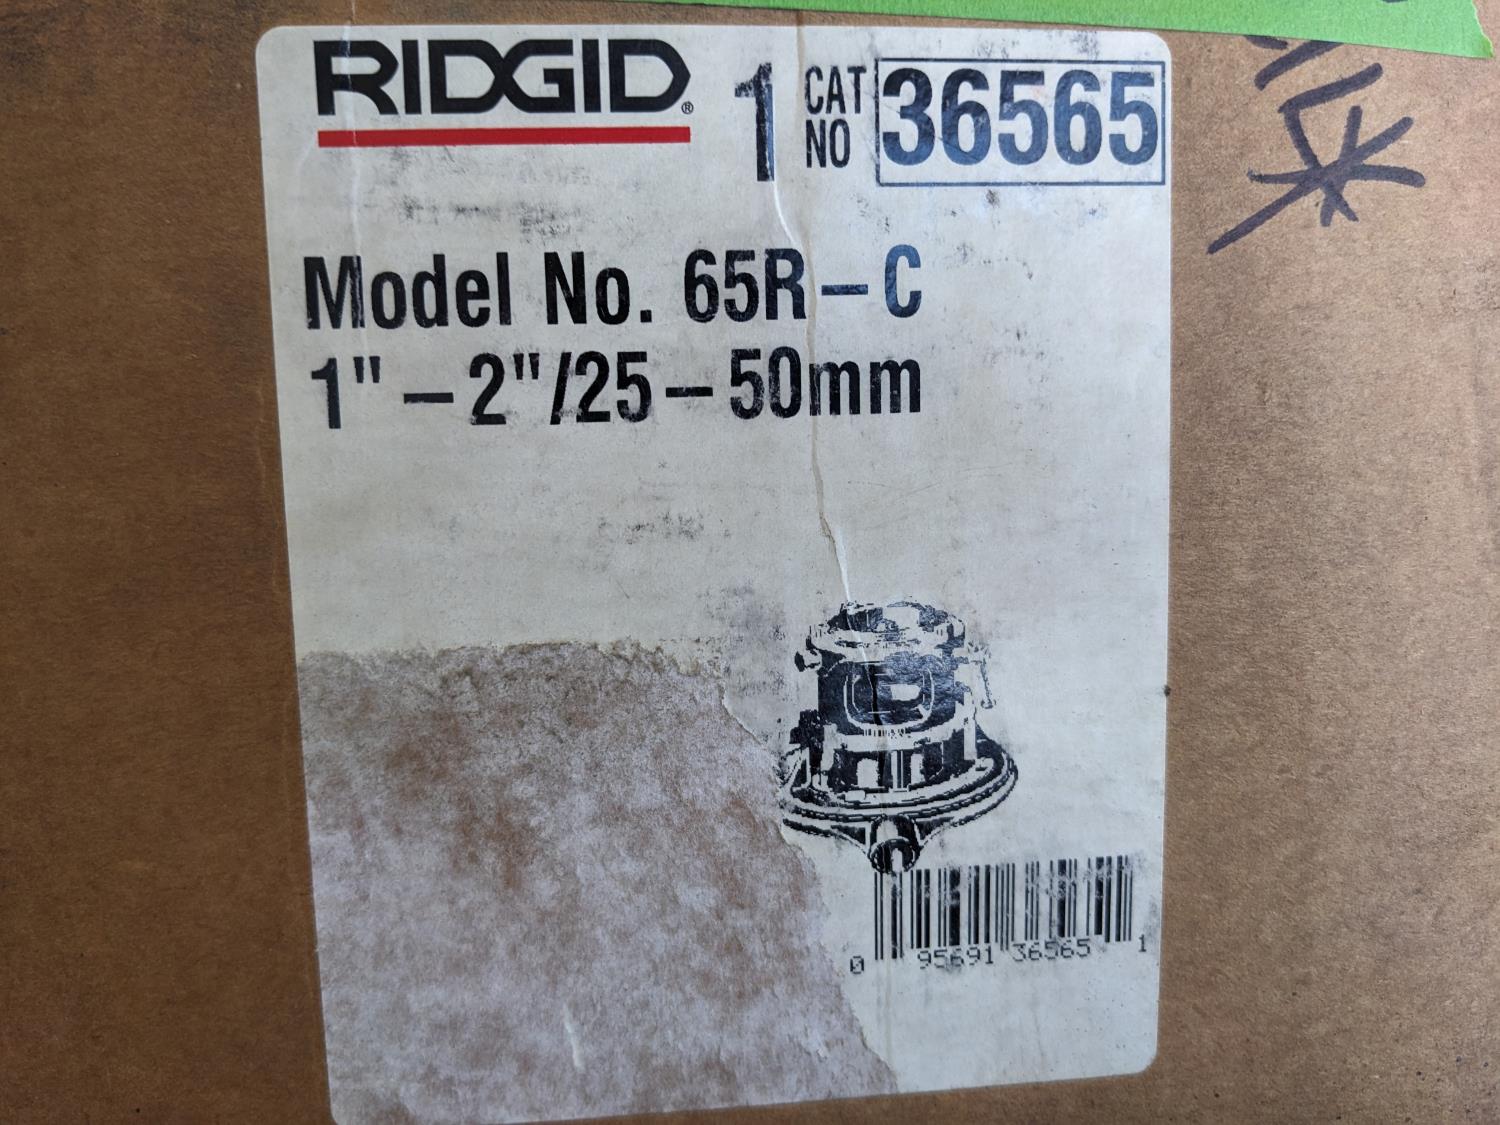 RIDGID®
1 CAT NO 36565
Model No. 65R – C
1" – 2"/25 – 50mm
0 95691 36565 1